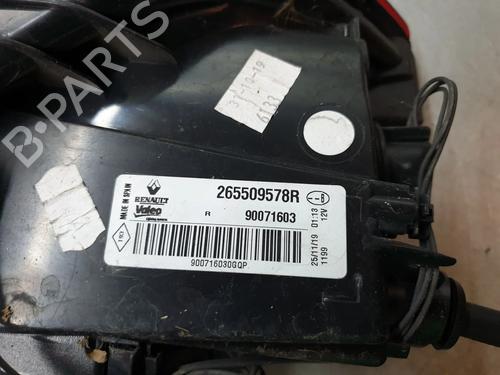 B-PARTS
31-10-19
6133
MADE IN SPAIN
RENAULT
Valeo
265509578R
R
90071603
900716030GQP
25/11/19 01:13
1199
12V